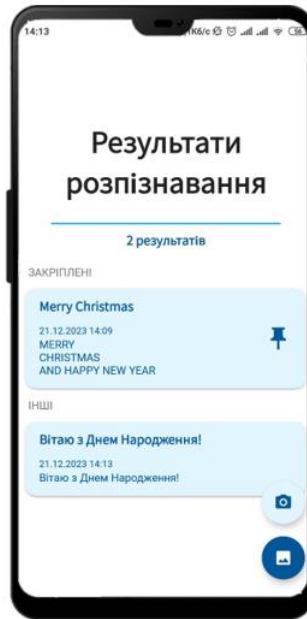 14:13
Результати
розпізнавання
2 результатів
ЗАКРІПЛЕНІ
Merry Christmas
21.12.2023 14:09
MERRY
CHRISTMAS
AND HAPPY NEW YEAR
ІНШІ
Вітаю з Днем Народження!
21.12.2023 14:13
Вітаю з Днем Народження!